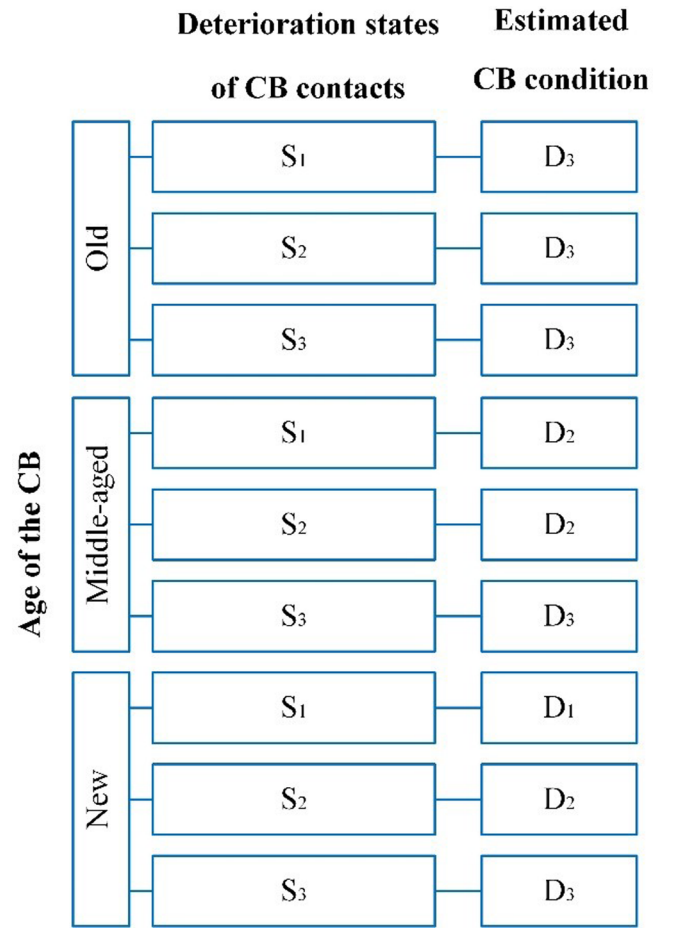 Deterioration states
of CB contacts
Estimated
CB condition
Age of the CB
Old
S1
D3
S2
D3
S3
D3
Middle-aged
S1
D2
S2
D2
S3
D3
New
S1
D1
S2
D2
S3
D3